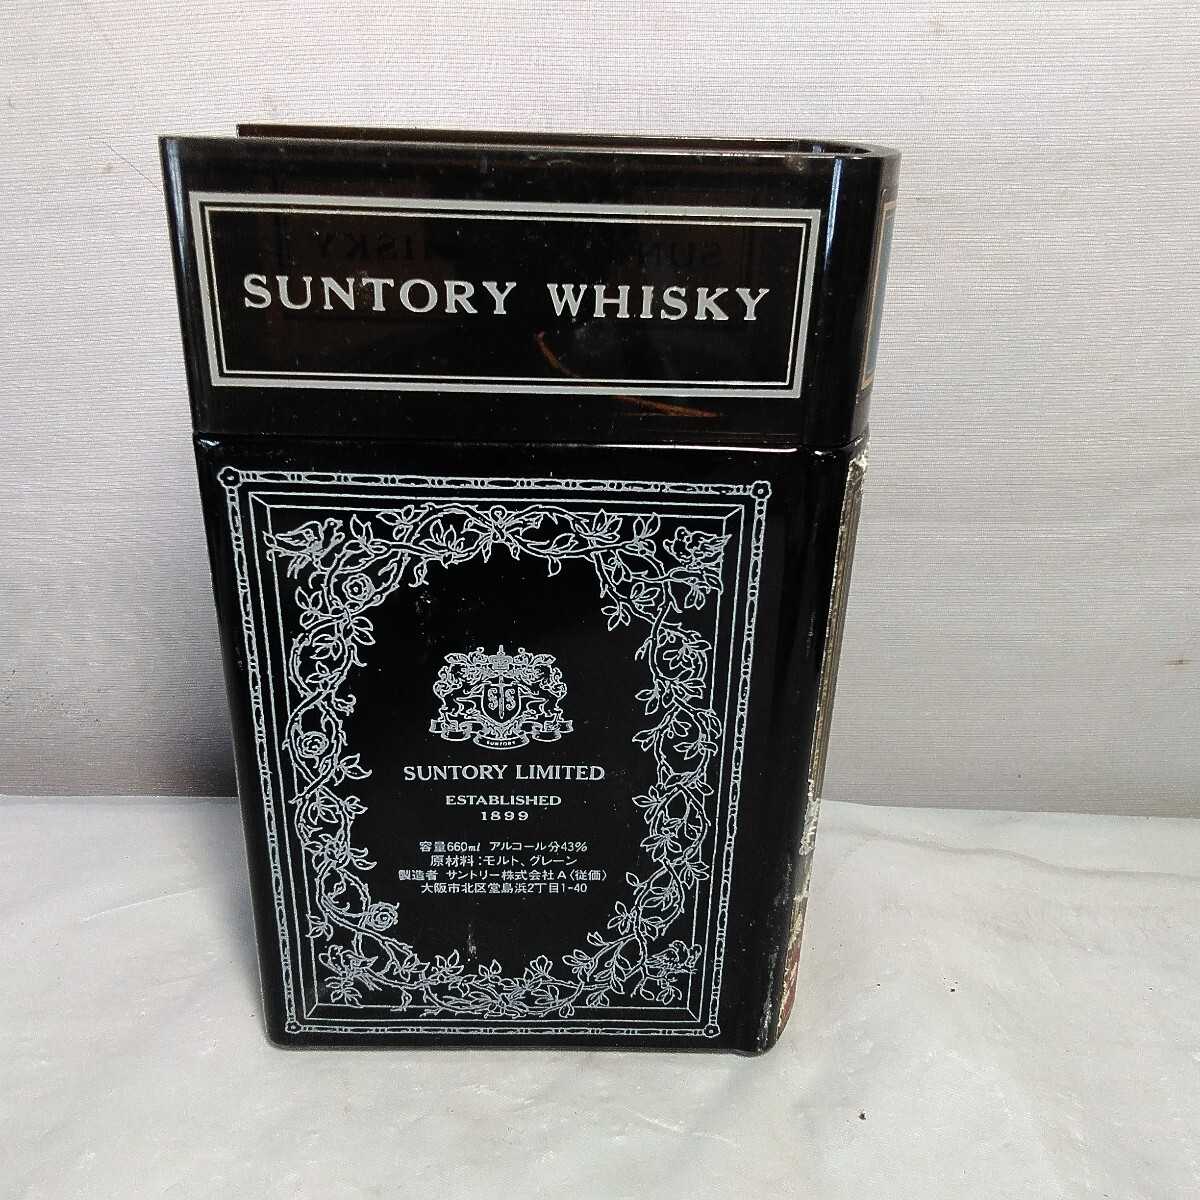 SUNTORY WHISKY
SUNTORY
SUNTORY LIMITED
ESTABLISHED
1899
容量660ml アルコール分43%
原材料:モルト、グレーン
製造者 サントリー株式会社A〈従価〉
大阪市北区堂島浜2丁目1-40